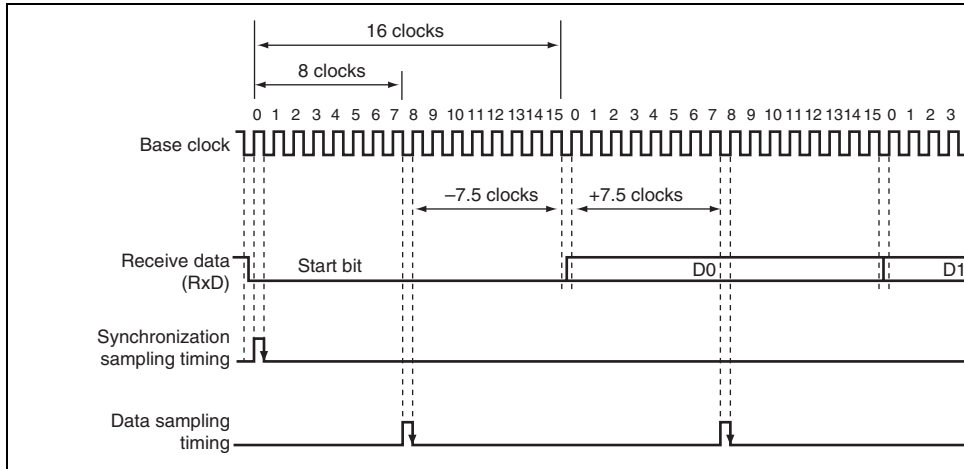 16 clocks
8 clocks
0 1 2 3 4 5 6 7 8 9 10 11 12 13 14 15 0 1 2 3 4 5 6 7 8 9 10 11 12 13 14 15 0 1 2 3
Base clock
–7.5 clocks
+7.5 clocks
Receive data
(RxD)
Start bit
D0
D1
Synchronization
sampling timing
Data sampling
timing